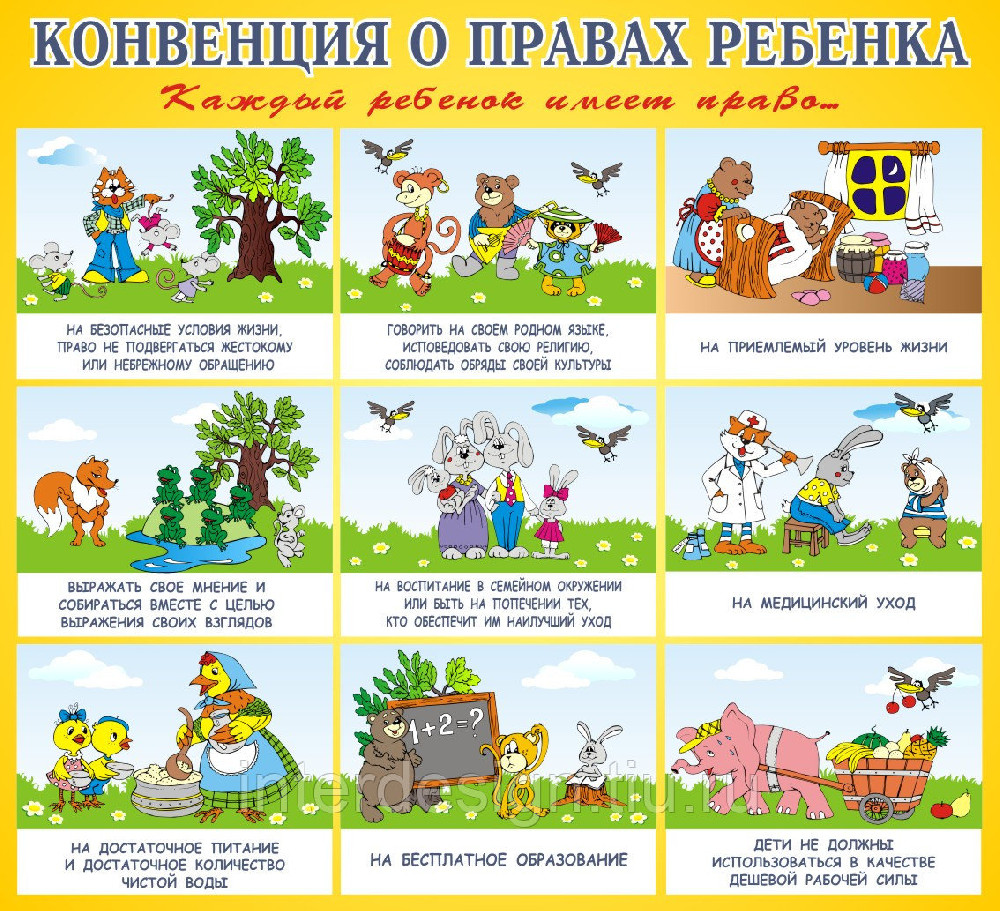 КОНВЕНЦИЯ О ПРАВАХ РЕБЕНКА
Каждый ребенок имеет право...
НА БЕЗОПАСНЫЕ УСЛОВИЯ ЖИЗНИ,
ПРАВО НЕ ПОДВЕРГАТЬСЯ ЖЕСТОКОМУ
ИЛИ НЕБРЕЖНОМУ ОБРАЩЕНИЮ
ГОВОРИТЬ НА СВОЕМ РОДНОМ ЯЗЫКЕ,
ИСПОВЕДОВАТЬ СВОЮ РЕЛИГИЮ,
СОБЛЮДАТЬ ОБРЯДЫ СВОЕЙ КУЛЬТУРЫ
НА ПРИЕМЛЕМЫЙ УРОВЕНЬ ЖИЗНИ
ВЫРАЖАТЬ СВОЕ МНЕНИЕ И
СОБИРАТЬСЯ ВМЕСТЕ С ЦЕЛЬЮ
ВЫРАЖЕНИЯ СВОИХ ВЗГЛЯДОВ
НА ВОСПИТАНИЕ В СЕМЕЙНОМ ОКРУЖЕНИИ
ИЛИ БЫТЬ НА ПОПЕЧЕНИИ ТЕХ,
КТО ОБЕСПЕЧИТ ИМ НАИЛУЧШИЙ УХОД
НА МЕДИЦИНСКИЙ УХОД
1+2=?
interdesign.tiu.ru
НА ДОСТАТОЧНОЕ ПИТАНИЕ
И ДОСТАТОЧНОЕ КОЛИЧЕСТВО
ЧИСТОЙ ВОДЫ
НА БЕСПЛАТНОЕ ОБРАЗОВАНИЕ
ДЕТИ НЕ ДОЛЖНЫ
ИСПОЛЬЗОВАТЬСЯ В КАЧЕСТВЕ
ДЕШЕВОЙ РАБОЧЕЙ СИЛЫ